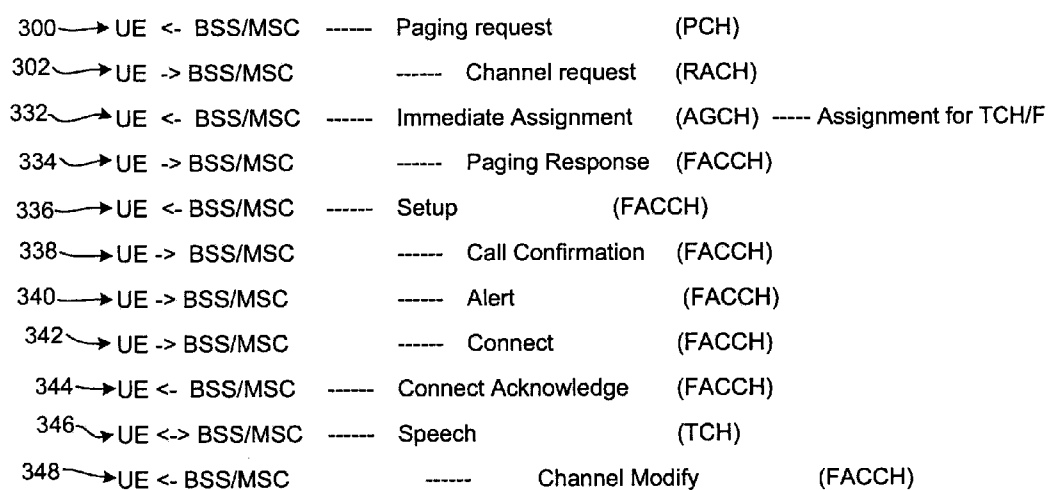 300 UE <- BSS/MSC ------ Paging request (PCH)
302 UE -> BSS/MSC ------ Channel request (RACH)
332 UE <- BSS/MSC ------ Immediate Assignment (AGCH) ----- Assignment for TCH/F
334 UE -> BSS/MSC ------ Paging Response (FACCH)
336 UE <- BSS/MSC ------ Setup (FACCH)
338 UE -> BSS/MSC ------ Call Confirmation (FACCH)
340 UE -> BSS/MSC ------ Alert (FACCH)
342 UE -> BSS/MSC ------ Connect (FACCH)
344 UE <- BSS/MSC ------ Connect Acknowledge (FACCH)
346 UE <-> BSS/MSC ------ Speech (TCH)
348 UE <- BSS/MSC ------ Channel Modify (FACCH)